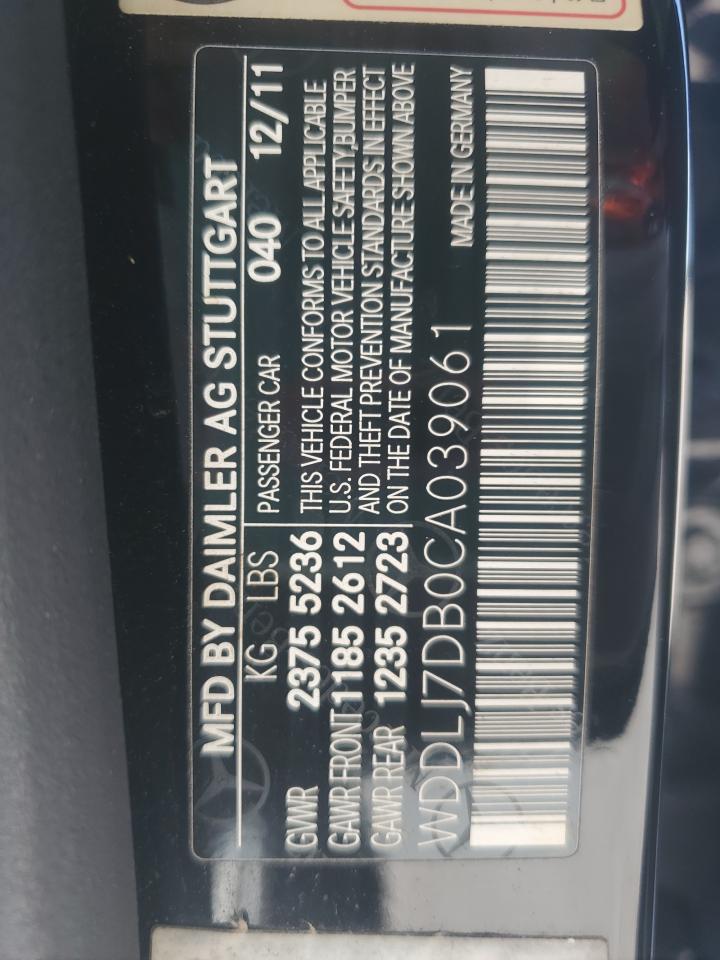 MFD BY DAIMLER AG STUTTGART
KG LBS PASSENGER CAR 040 12/11
GVWR 2375 5236
GAWR FRONT 1185 2612
GAWR REAR 1235 2723
THIS VEHICLE CONFORMS TO ALL APPLICABLE
U.S. FEDERAL MOTOR VEHICLE SAFETY, BUMPER
AND THEFT PREVENTION STANDARDS IN EFFECT
ON THE DATE OF MANUFACTURE SHOWN ABOVE
WDDLJ7DB0CA039061 MADE IN GERMANY